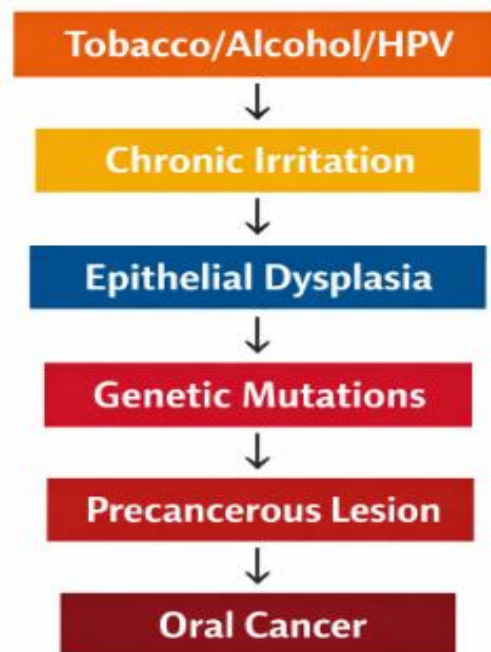 Tobacco/Alcohol/HPV
↓
Chronic Irritation
↓
Epithelial Dysplasia
↓
Genetic Mutations
↓
Precancerous Lesion
↓
Oral Cancer